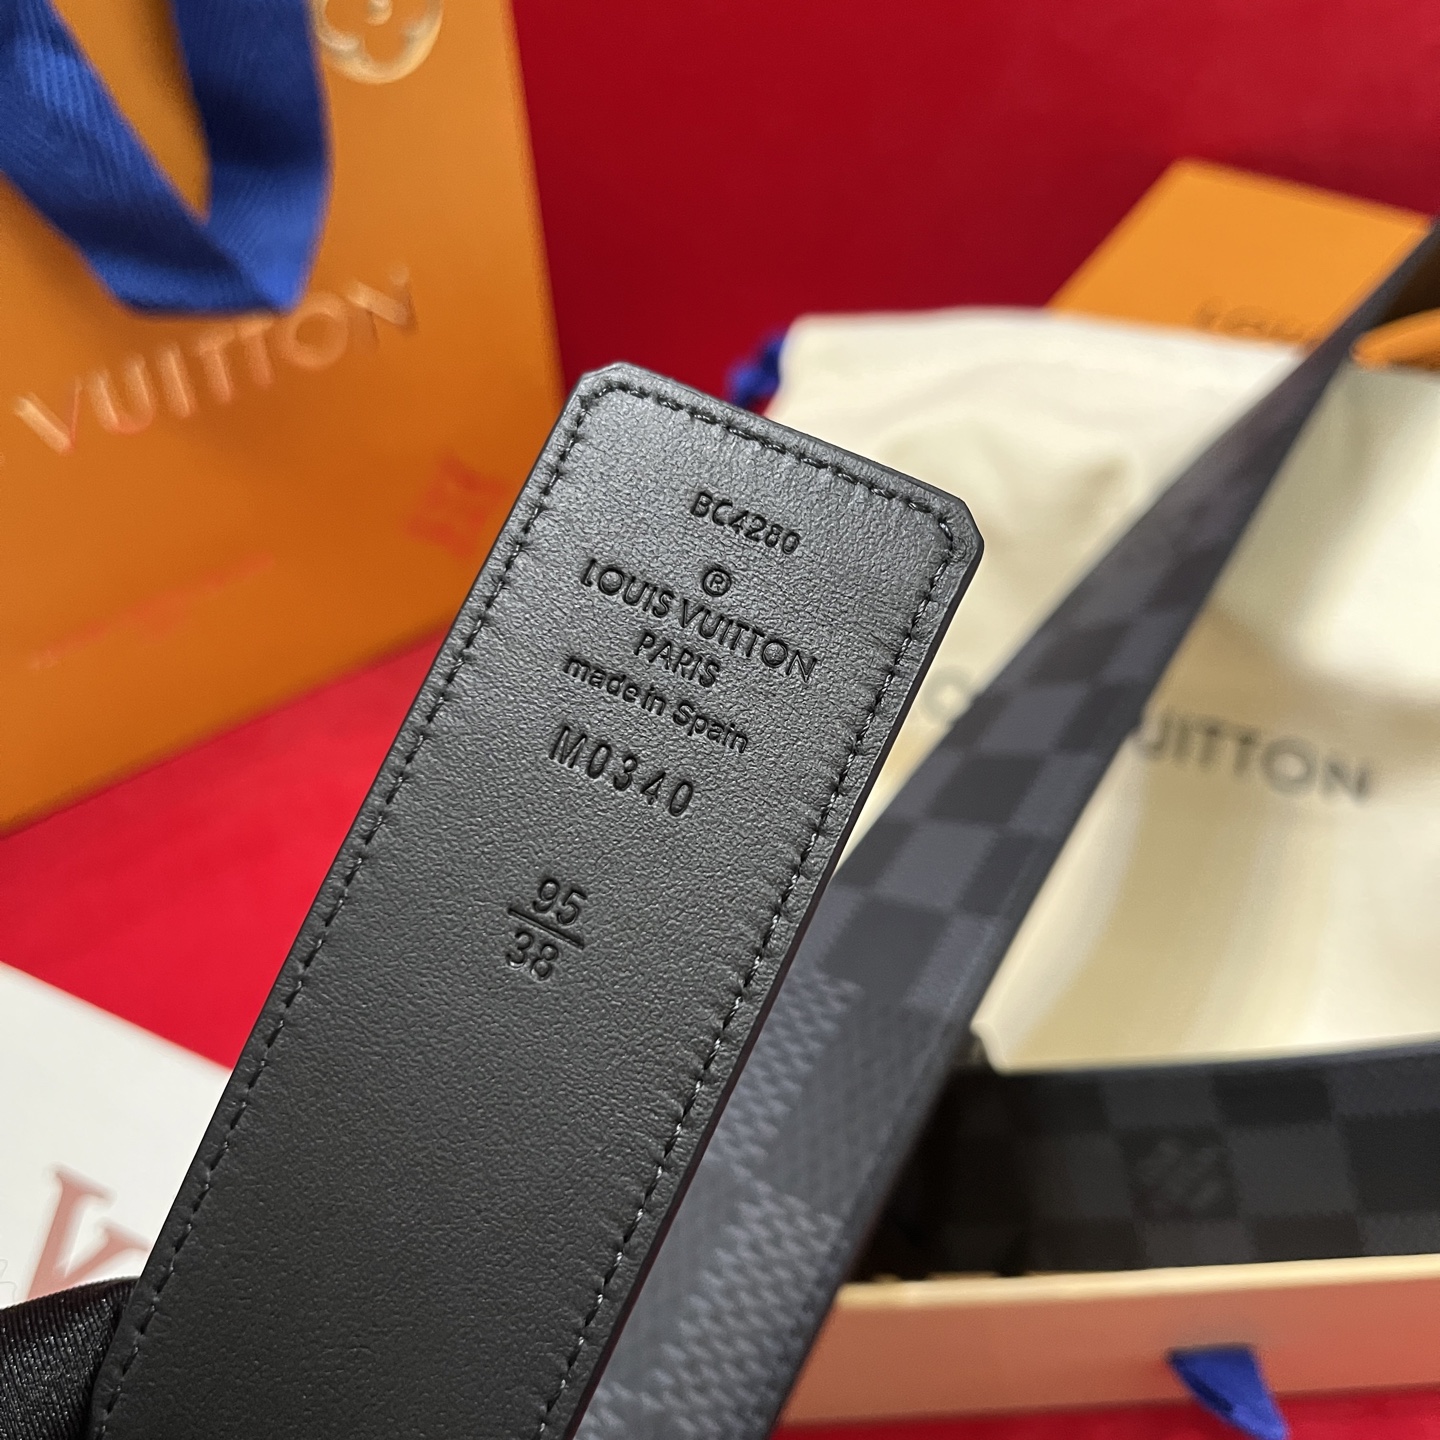 VUITTON
BC4280
®
LOUIS VUITTON
PARIS
made in Spain
M0340
95
38
UITTON